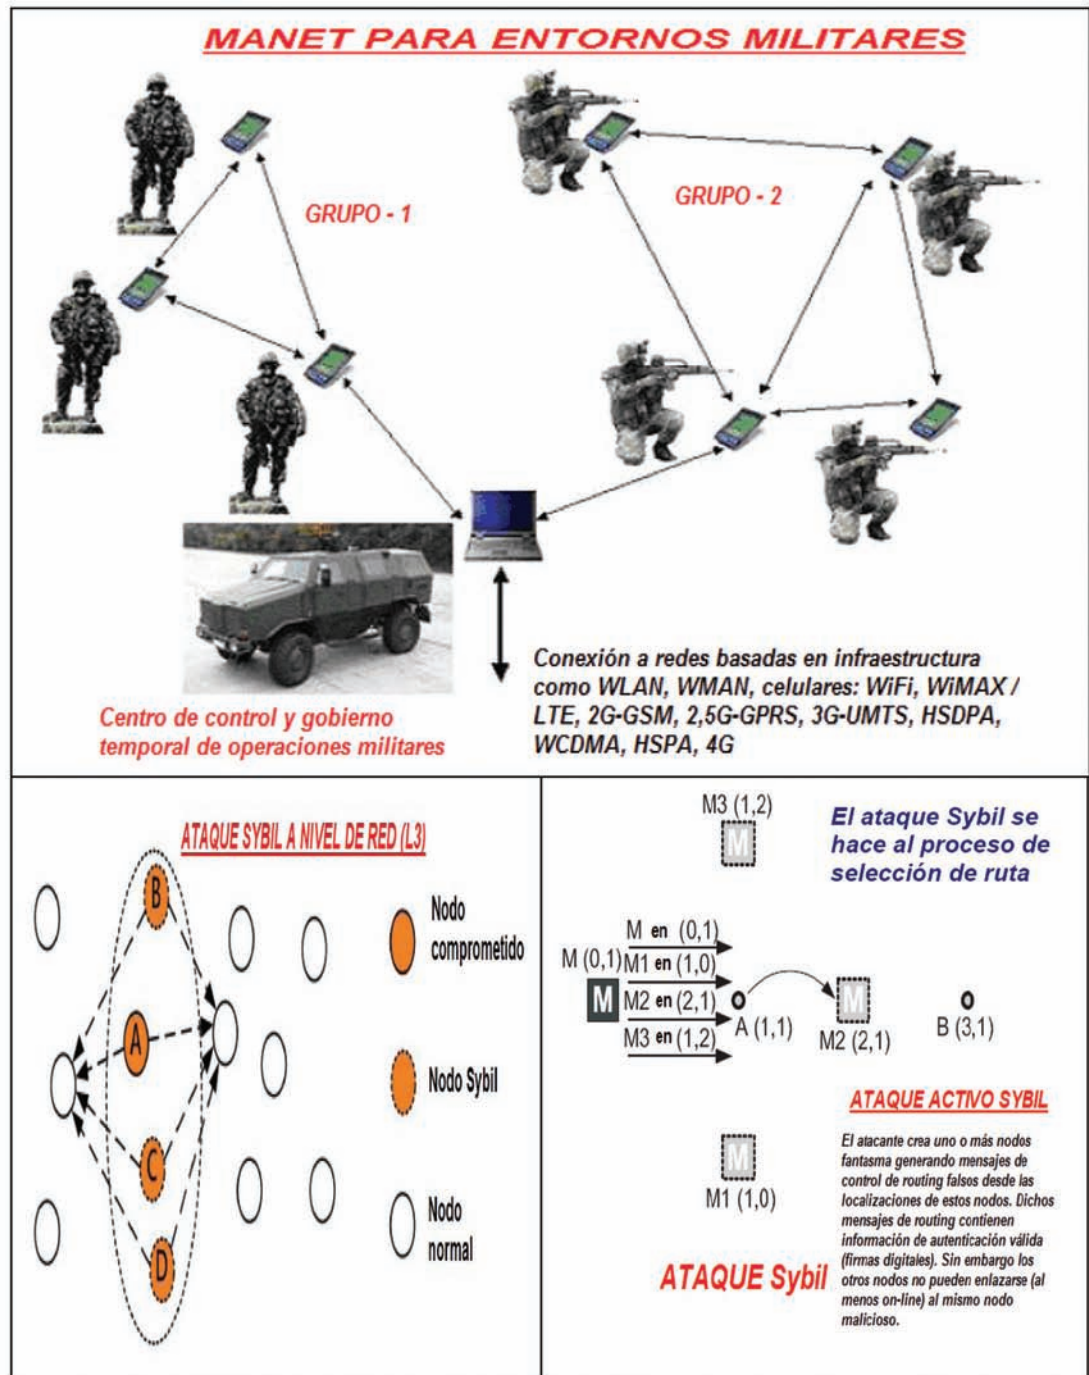 MANET PARA ENTORNOS MILITARES
GRUPO - 1
GRUPO - 2
Centro de control y gobierno
temporal de operaciones militares
Conexión a redes basadas en infraestructura
como WLAN, WMAN, celulares: WiFi, WiMAX /
LTE, 2G-GSM, 2,5G-GPRS, 3G-UMTS, HSDPA,
WCDMA, HSPA, 4G
ATAQUE SYBIL A NIVEL DE RED (L3)
B
A
C
D
Nodo
comprometido
Nodo Sybil
Nodo
normal
M3 (1,2)
M
El ataque Sybil se
hace al proceso de
selección de ruta
M en (0,1)
M (0,1)
M1 en (1,0)
M
M2 en (2,1)
M3 en (1,2)
A (1,1)
M
M2 (2,1)
B (3,1)
M
M1 (1,0)
ATAQUE ACTIVO SYBIL
El atacante crea uno o más nodos
fantasma generando mensajes de
control de routing falsos desde las
localizaciones de estos nodos. Dichos
mensajes de routing contienen
información de autenticación válida
(firmas digitales). Sin embargo los
otros nodos no pueden enlazarse (al
menos on-line) al mismo nodo
malicioso.
ATAQUE Sybil